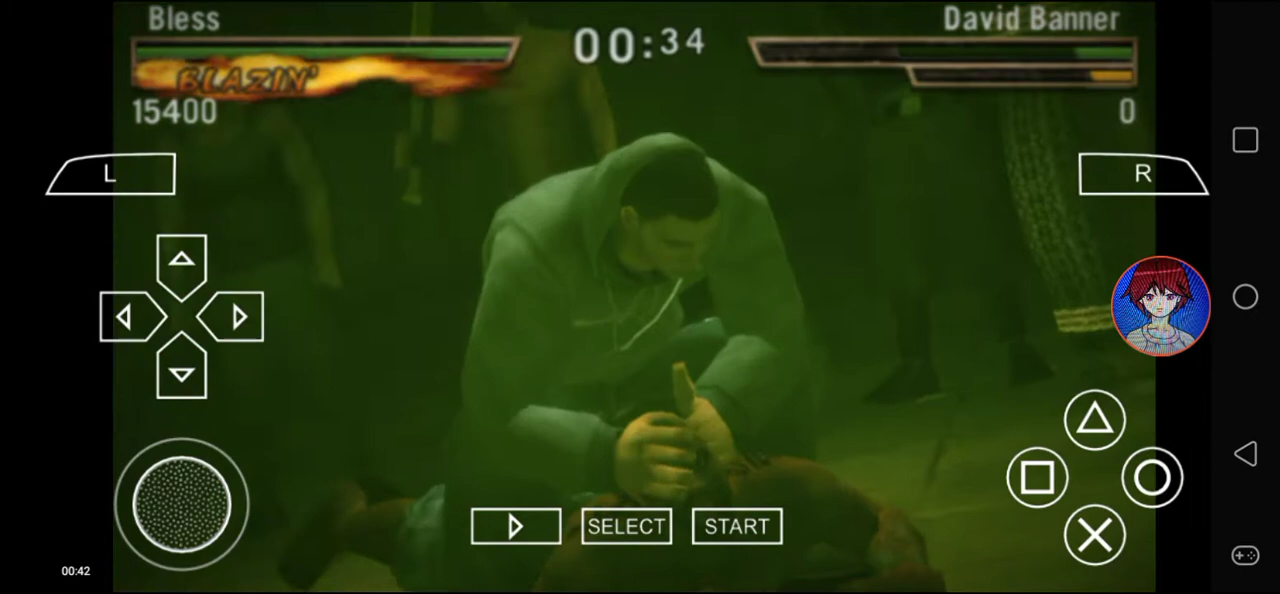 Bless
00:34
David Banner
BLAZIN'
15400
0
L
R
SELECT
START
00:42